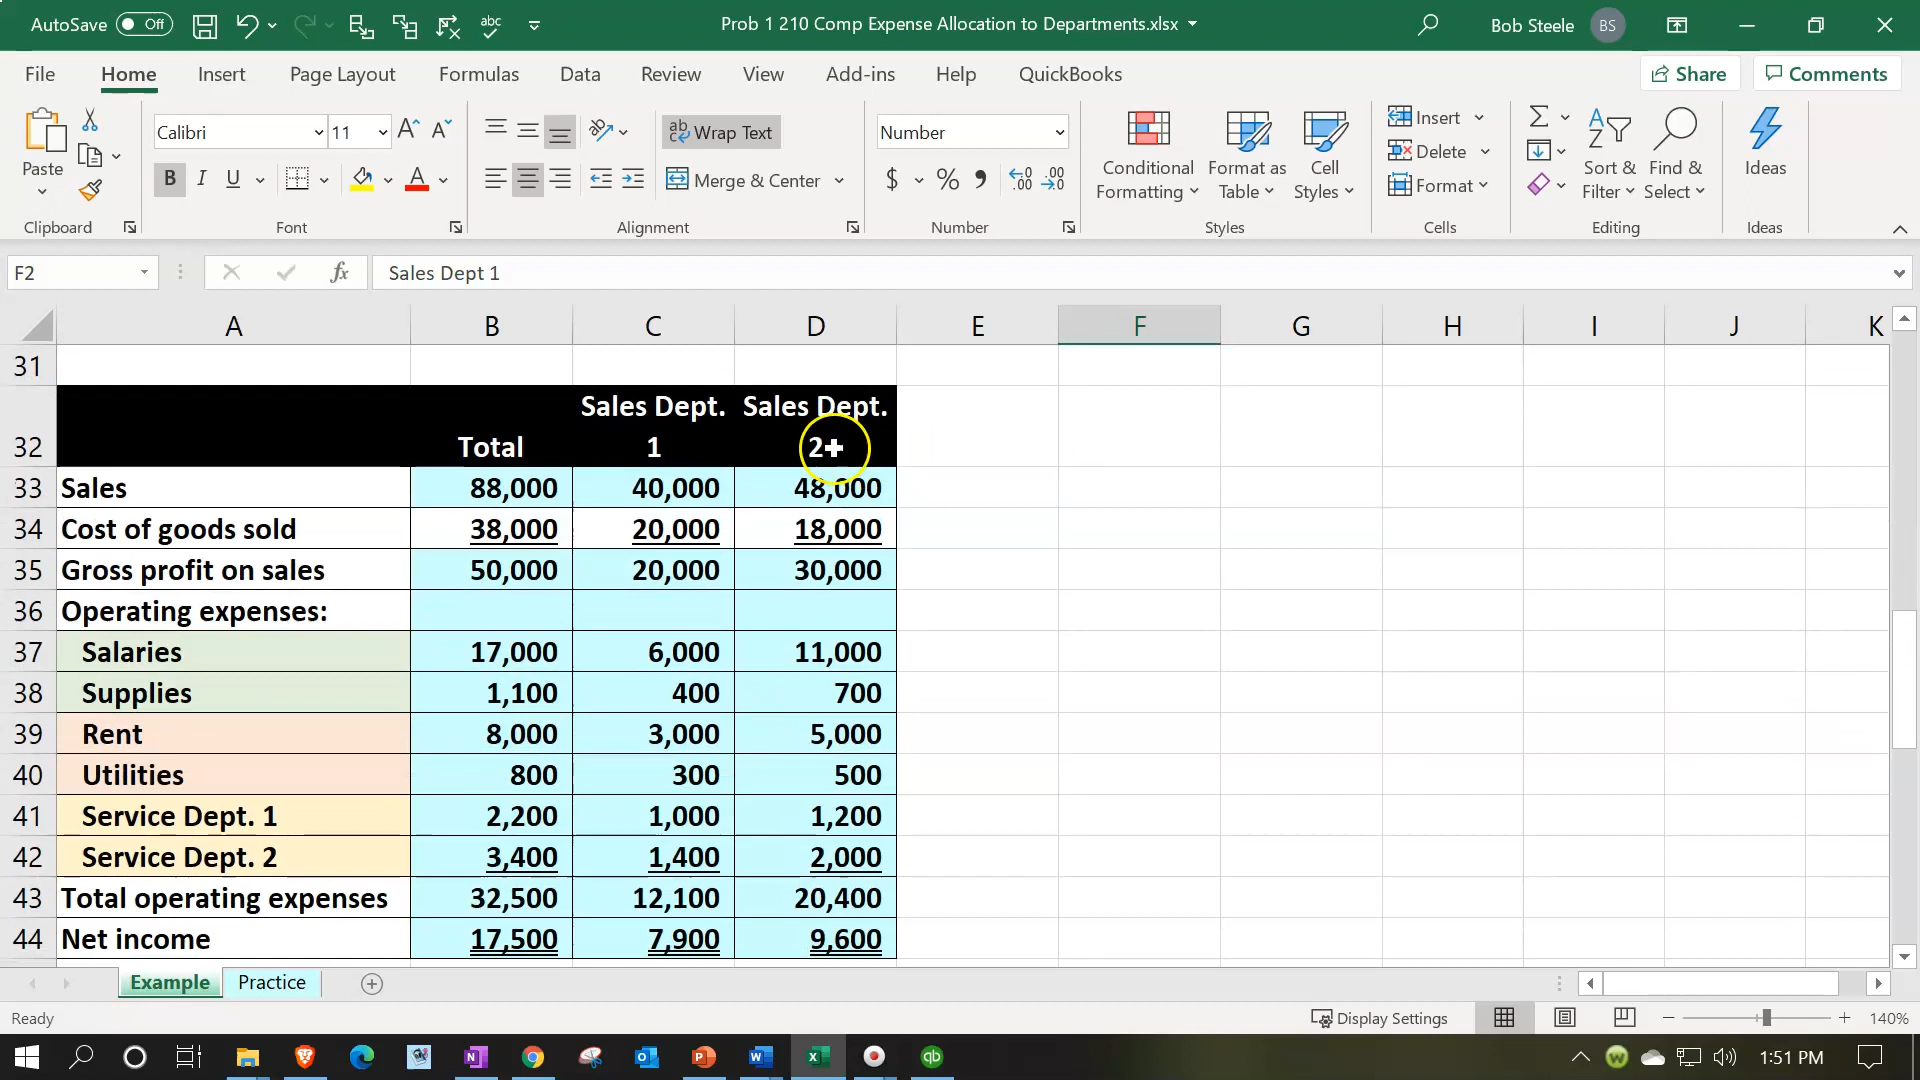 AutoSave Off
Prob 1 210 Comp Expense Allocation to Departments.xlsx
Bob Steele BS
File Home Insert Page Layout Formulas Data Review View Add-ins Help QuickBooks
Share Comments
Paste
Clipboard
Calibri 11
B I U
Font
Wrap Text
Merge & Center
Alignment
Number
$ % 9
Number
Conditional Formatting
Format as Table
Cell Styles
Styles
Insert
Delete
Format
Cells
Sort & Filter
Find & Select
Editing
Ideas
Ideas
F2
fx
Sales Dept 1
A B C D E F G H I J K
31
32 Total Sales Dept. 1 Sales Dept. 2
33 Sales 88,000 40,000 48,000
34 Cost of goods sold 38,000 20,000 18,000
35 Gross profit on sales 50,000 20,000 30,000
36 Operating expenses:
37 Salaries 17,000 6,000 11,000
38 Supplies 1,100 400 700
39 Rent 8,000 3,000 5,000
40 Utilities 800 300 500
41 Service Dept. 1 2,200 1,000 1,200
42 Service Dept. 2 3,400 1,400 2,000
43 Total operating expenses 32,500 12,100 20,400
44 Net income 17,500 7,900 9,600
Example Practice
Ready
Display Settings
140%
1:51 PM